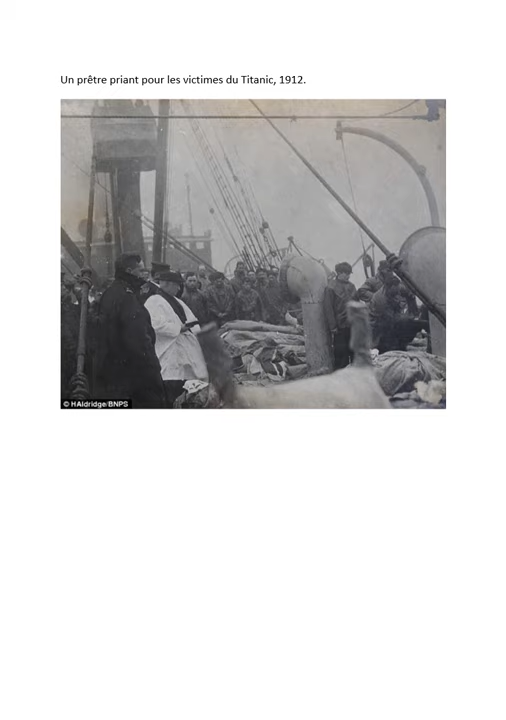 Un prêtre priant pour les victimes du Titanic, 1912.
© HAldridge/BNPS